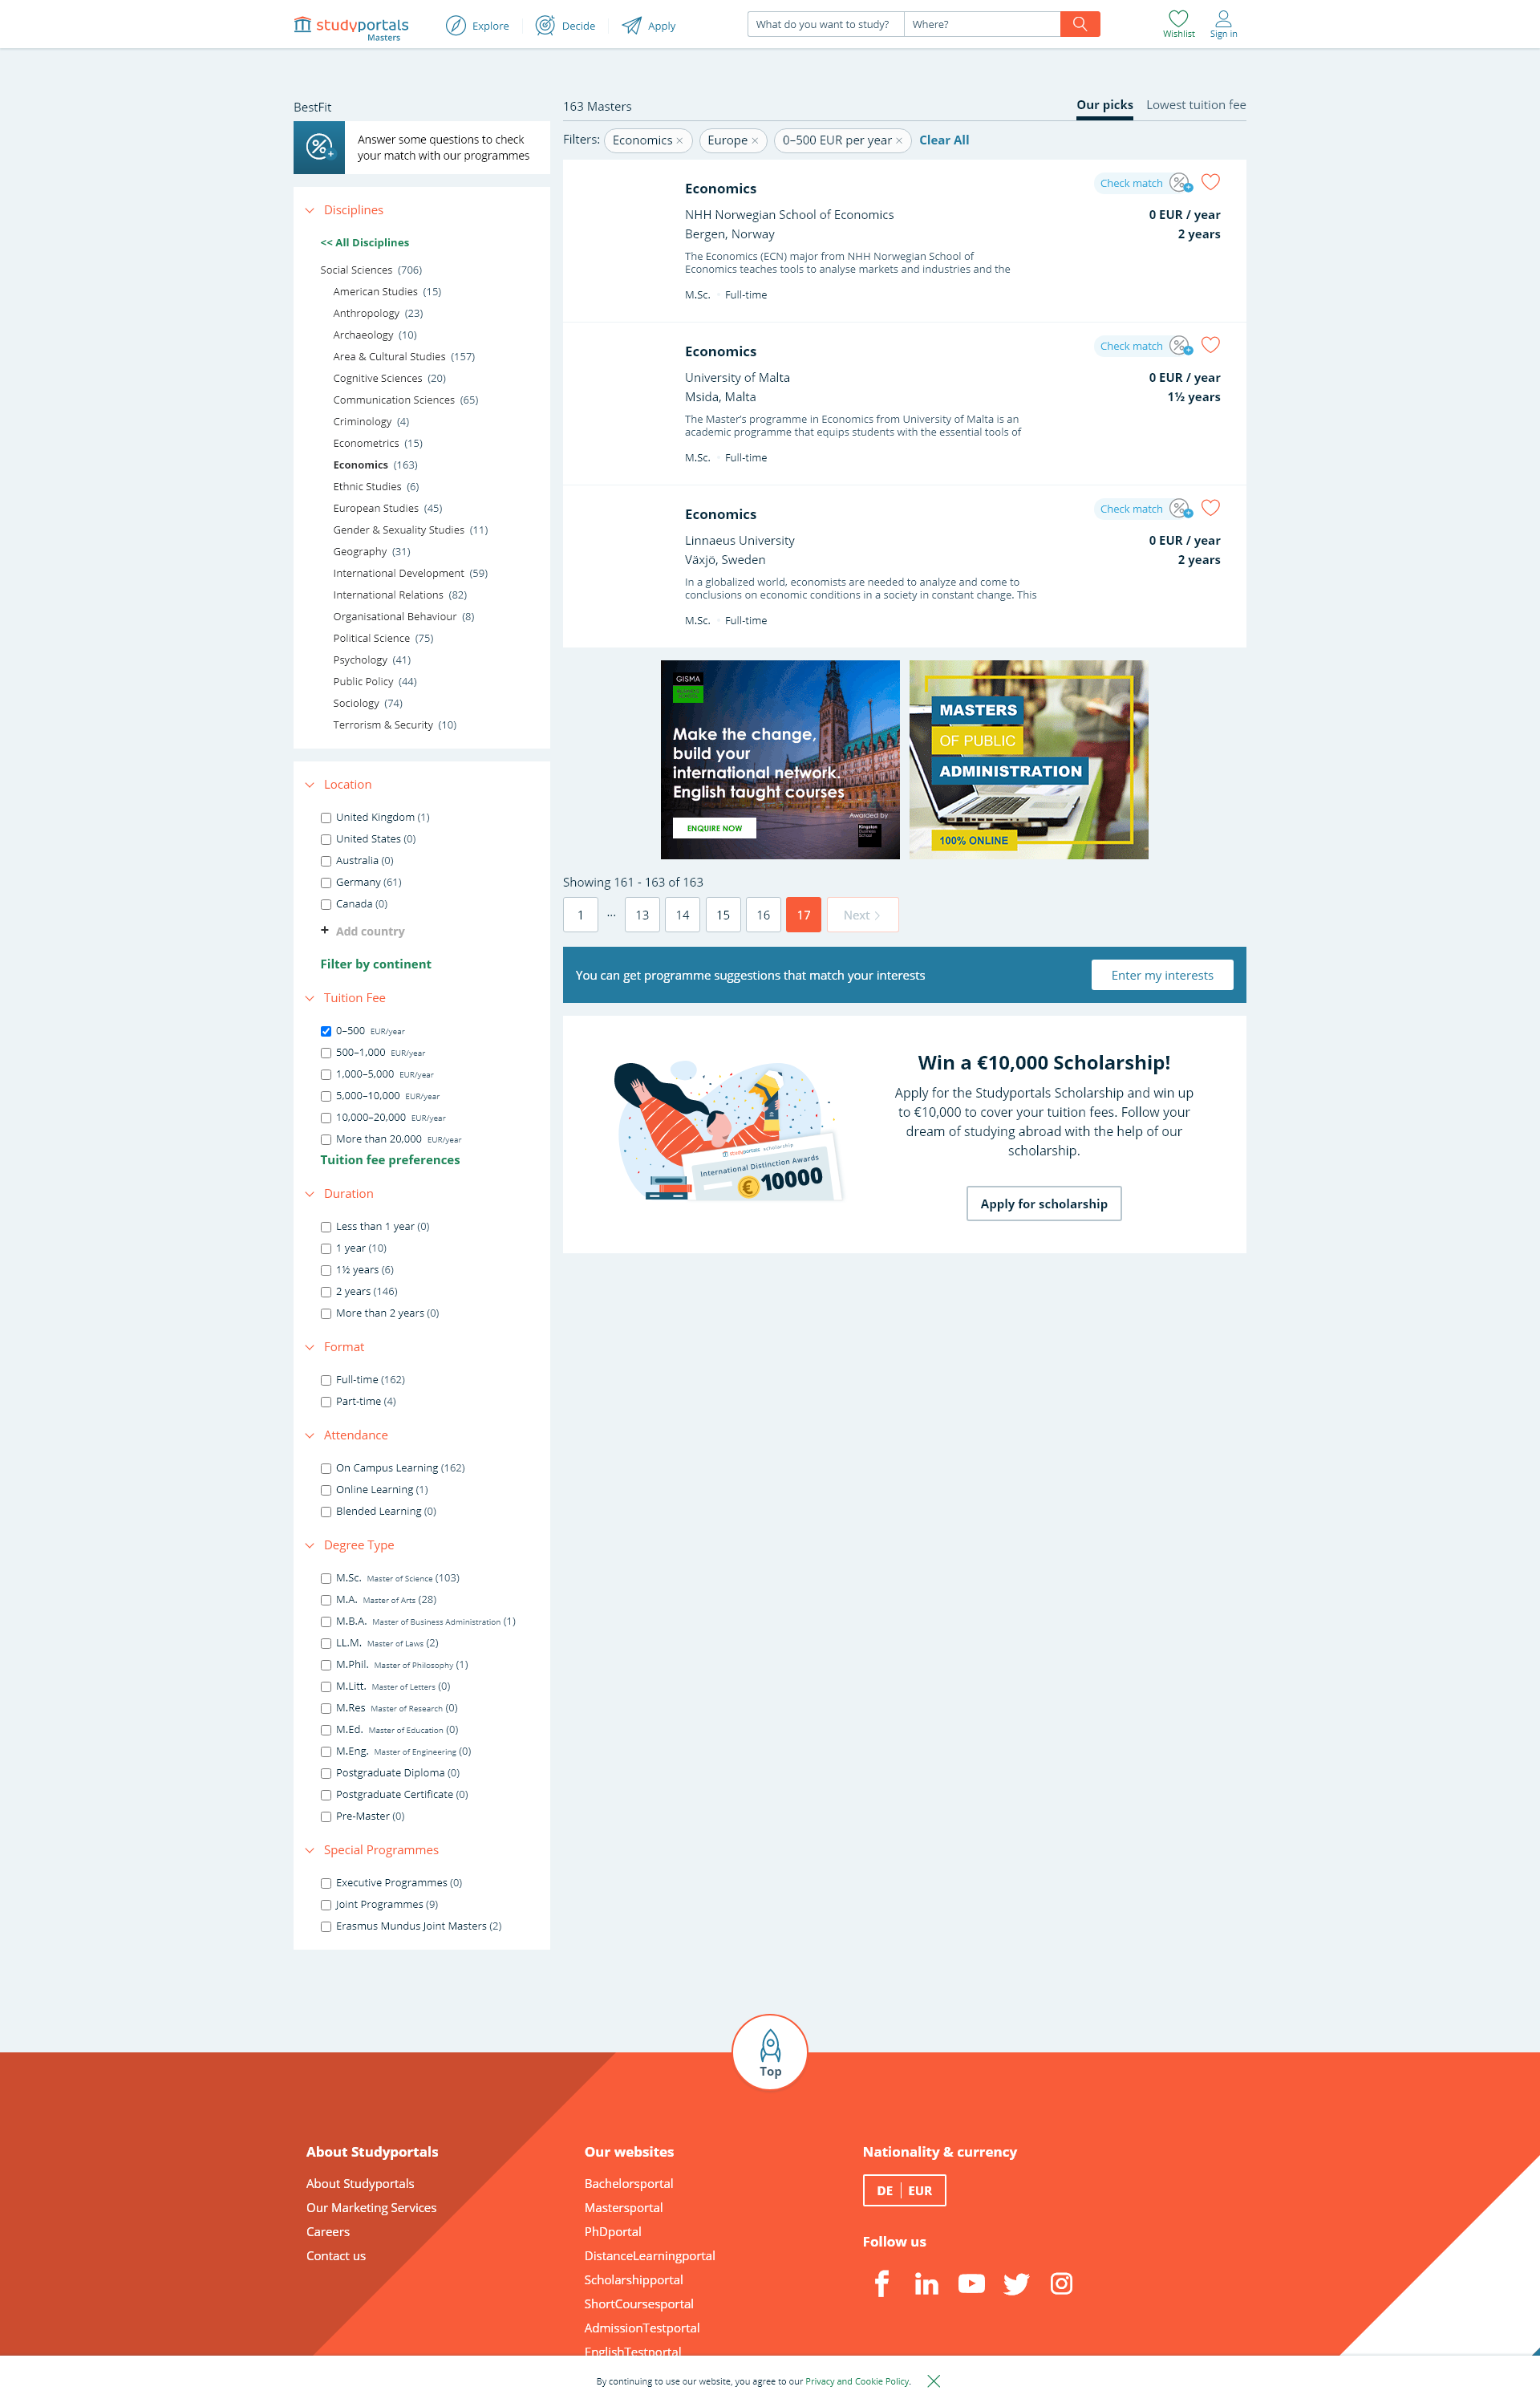 studyportals
Masters
Explore
Decide
Apply
What do you want to study?
Where?
Wishlist
Sign in
BestFit
Answer some questions to check
your match with our programmes
Disciplines
<< All Disciplines
Social Sciences (706)
American Studies (15)
Anthropology (23)
Archaeology (10)
Area & Cultural Studies (157)
Cognitive Sciences (20)
Communication Sciences (65)
Criminology (4)
Econometrics (15)
Economics (163)
Ethnic Studies (6)
European Studies (45)
Gender & Sexuality Studies (11)
Geography (31)
International Development (59)
International Relations (82)
Organisational Behaviour (8)
Political Science (75)
Psychology (41)
Public Policy (44)
Sociology (74)
Terrorism & Security (10)
Location
United Kingdom (1)
United States (0)
Australia (0)
Germany (61)
Canada (0)
+ Add country
Filter by continent
Tuition Fee
0–500 EUR/year
500–1,000 EUR/year
1,000–5,000 EUR/year
5,000–10,000 EUR/year
10,000–20,000 EUR/year
More than 20,000 EUR/year
Tuition fee preferences
Duration
Less than 1 year (0)
1 year (10)
1½ years (6)
2 years (146)
More than 2 years (0)
Format
Full-time (162)
Part-time (4)
Attendance
On Campus Learning (162)
Online Learning (1)
Blended Learning (0)
Degree Type
M.Sc. Master of Science (103)
M.A. Master of Arts (28)
M.B.A. Master of Business Administration (1)
LL.M. Master of Laws (2)
M.Phil. Master of Philosophy (1)
M.Litt. Master of Letters (0)
M.Res Master of Research (0)
M.Ed. Master of Education (0)
M.Eng. Master of Engineering (0)
Postgraduate Diploma (0)
Postgraduate Certificate (0)
Pre-Master (0)
Special Programmes
Executive Programmes (0)
Joint Programmes (9)
Erasmus Mundus Joint Masters (2)
163 Masters
Our picks
Lowest tuition fee
Filters: Economics × Europe × 0–500 EUR per year × Clear All
Economics
Check match
NHH Norwegian School of Economics
0 EUR / year
Bergen, Norway
2 years
The Economics (ECN) major from NHH Norwegian School of
Economics teaches tools to analyse markets and industries and the
M.Sc. · Full-time
Economics
Check match
University of Malta
0 EUR / year
Msida, Malta
1½ years
The Master’s programme in Economics from University of Malta is an
academic programme that equips students with the essential tools of
M.Sc. · Full-time
Economics
Check match
Linnaeus University
0 EUR / year
Växjö, Sweden
2 years
In a globalized world, economists are needed to analyze and come to
conclusions on economic conditions in a society in constant change. This
M.Sc. · Full-time
GISMA
BUSINESS
SCHOOL
Make the change,
build your
international network.
English taught courses
ENQUIRE NOW
Awarded by
Kingston
Business
School
MASTERS
OF PUBLIC
ADMINISTRATION
100% ONLINE
Showing 161 - 163 of 163
1 ... 13 14 15 16 17 Next
You can get programme suggestions that match your interests
Enter my interests
studyportals scholarship
International Distinction Awards
€ 10000
Win a €10,000 Scholarship!
Apply for the Studyportals Scholarship and win up
to €10,000 to cover your tuition fees. Follow your
dream of studying abroad with the help of our
scholarship.
Apply for scholarship
Top
About Studyportals
About Studyportals
Our Marketing Services
Careers
Contact us
Our websites
Bachelorsportal
Mastersportal
PhDportal
DistanceLearningportal
Scholarshipportal
ShortCoursesportal
AdmissionTestportal
EnglishTestportal
Nationality & currency
DE | EUR
Follow us
By continuing to use our website, you agree to our Privacy and Cookie Policy.